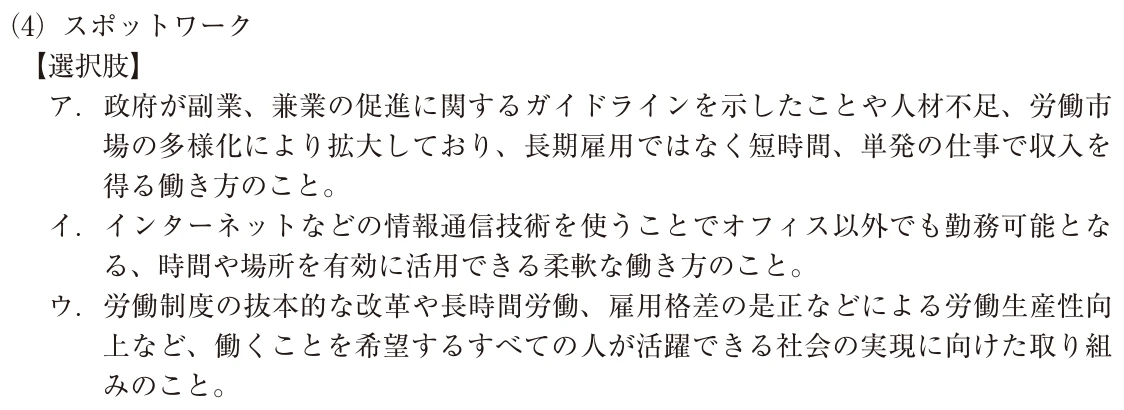 (4) スポットワーク
【選択肢】
ア．政府が副業、兼業の促進に関するガイドラインを示したことや人材不足、労働市
場の多様化により拡大しており、長期雇用ではなく短時間、単発の仕事で収入を
得る働き方のこと。
イ．インターネットなどの情報通信技術を使うことでオフィス以外でも勤務可能とな
る、時間や場所を有効に活用できる柔軟な働き方のこと。
ウ．労働制度の抜本的な改革や長時間労働、雇用格差の是正などによる労働生産性向
上など、働くことを希望するすべての人が活躍できる社会の実現に向けた取り組
みのこと。